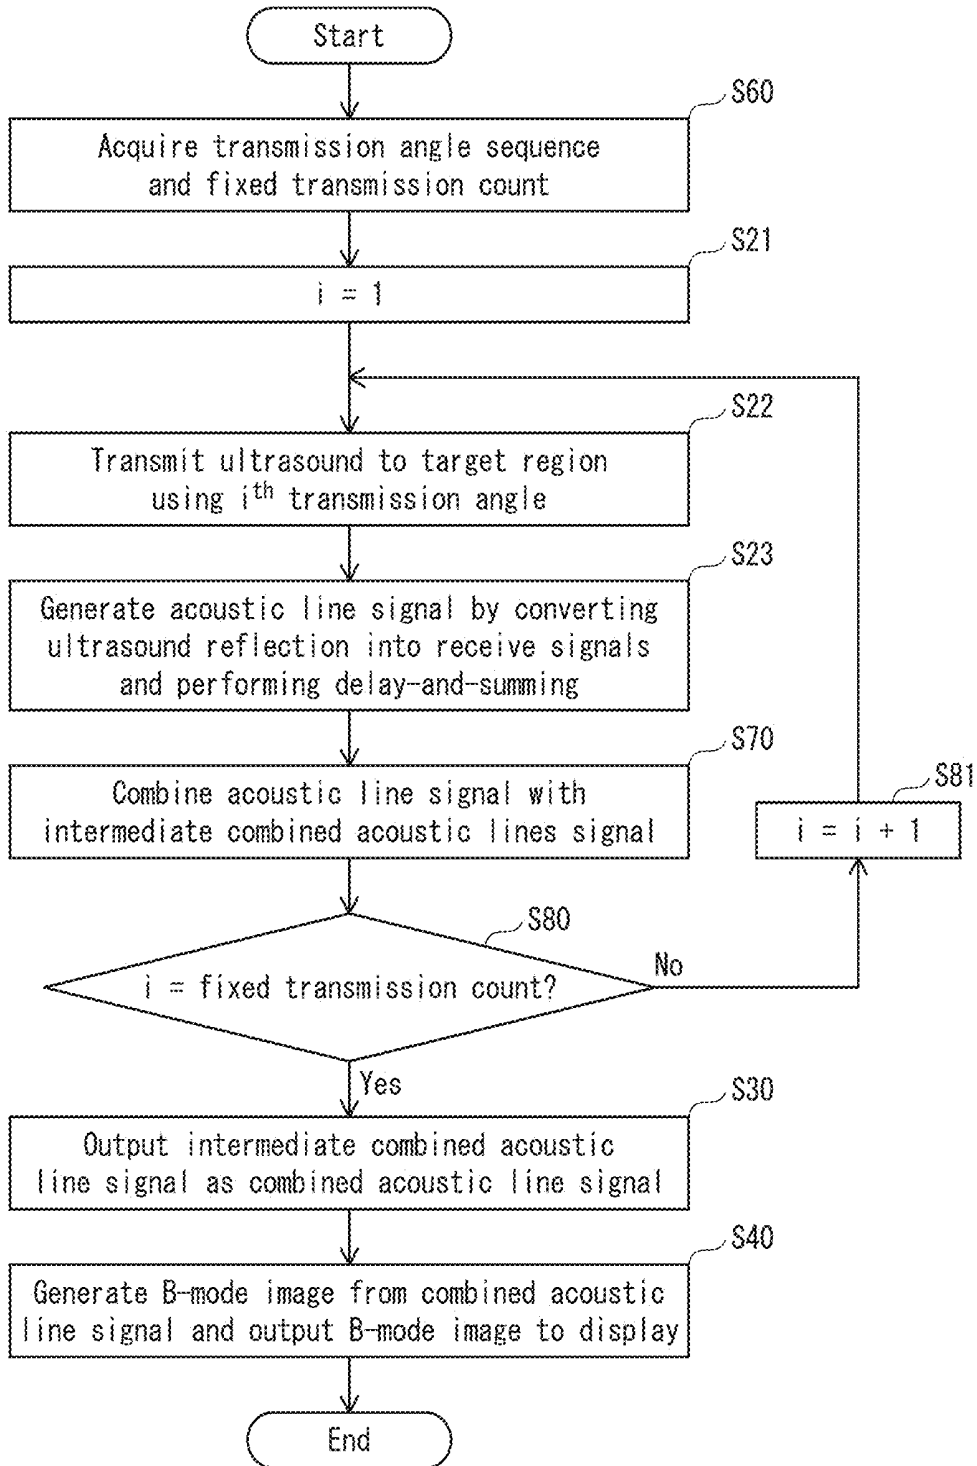 Start
S60
Acquire transmission angle sequence
and fixed transmission count
S21
i = 1
S22
Transmit ultrasound to target region
using ith transmission angle
S23
Generate acoustic line signal by converting
ultrasound reflection into receive signals
and performing delay-and-summing
S70
Combine acoustic line signal with
intermediate combined acoustic lines signal
S81
i = i + 1
S80
i = fixed transmission count?
No
Yes
S30
Output intermediate combined acoustic
line signal as combined acoustic line signal
S40
Generate B-mode image from combined acoustic
line signal and output B-mode image to display
End